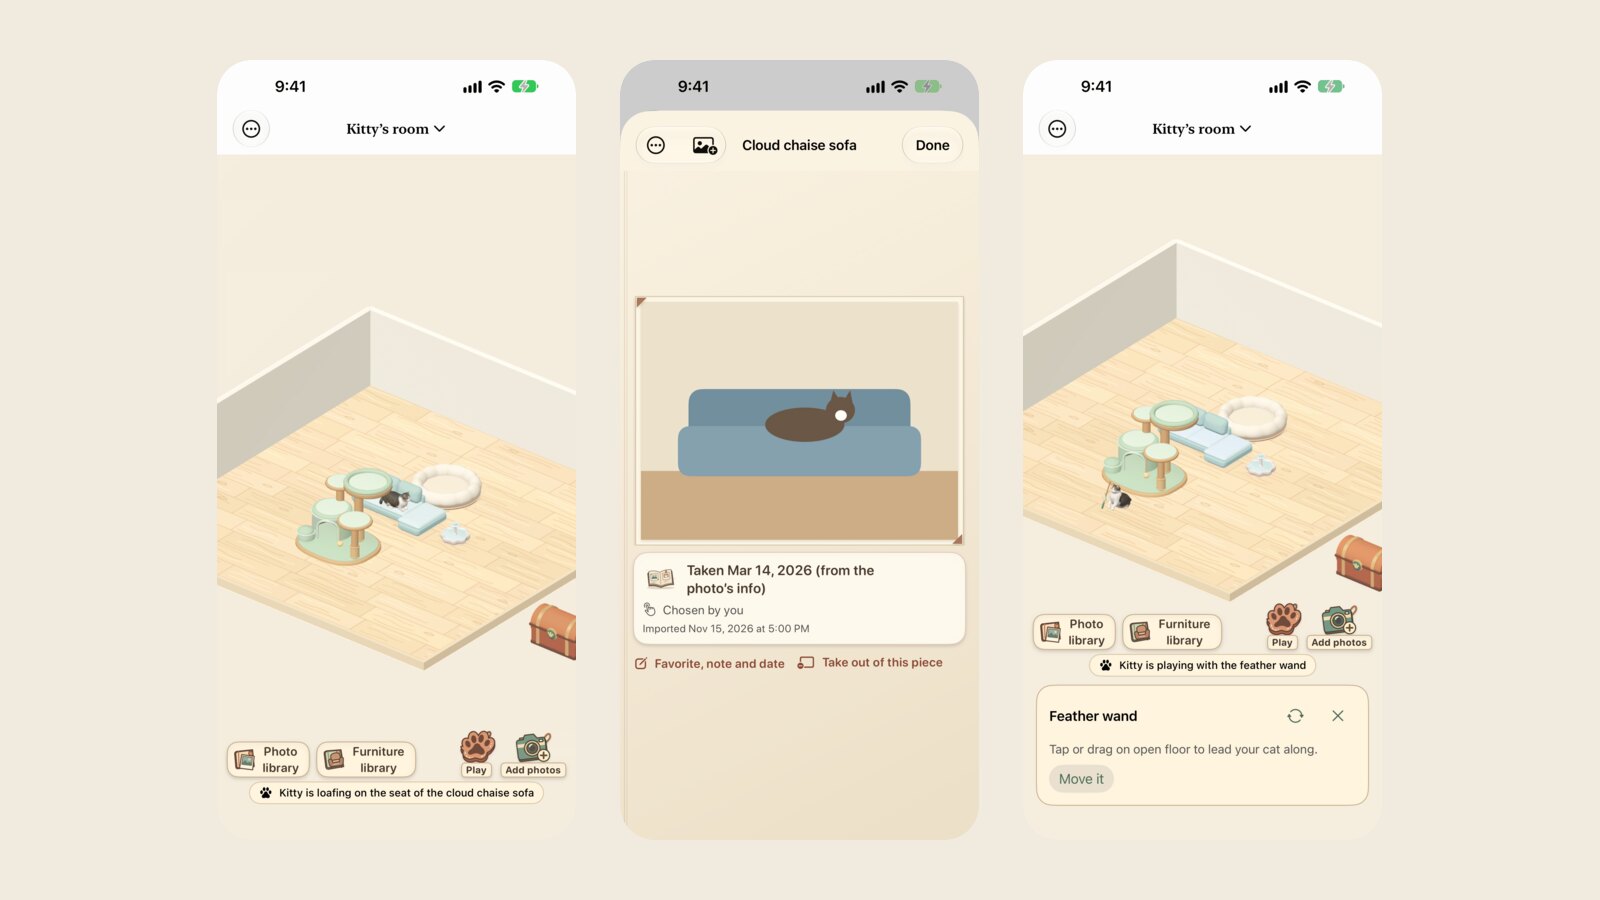 9:41
Kitty’s room
Photo
library
Furniture
library
Play
Add photos
Kitty is loafing on the seat of the cloud chaise sofa
9:41
Cloud chaise sofa
Done
Taken Mar 14, 2026 (from the
photo’s info)
Chosen by you
Imported Nov 15, 2026 at 5:00 PM
Favorite, note and date
Take out of this piece
9:41
Kitty’s room
Photo
library
Furniture
library
Play
Add photos
Kitty is playing with the feather wand
Feather wand
Tap or drag on open floor to lead your cat along.
Move it